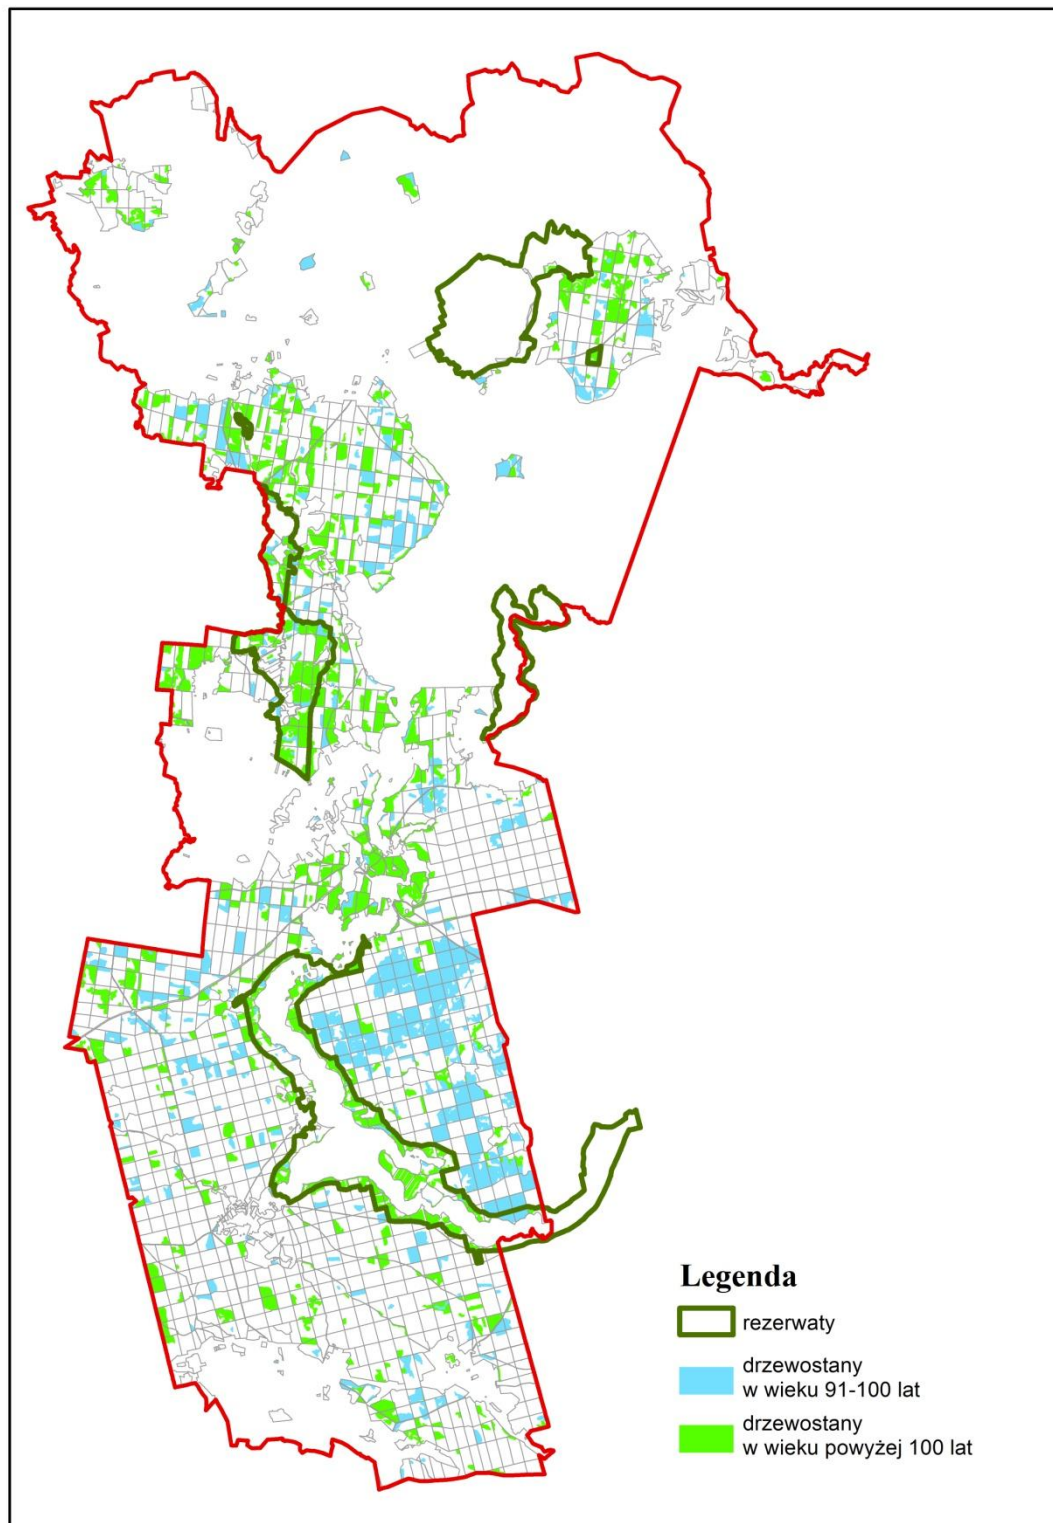 Legenda
rezerwaty
drzewostany
w wieku 91-100 lat
drzewostany
w wieku powyżej 100 lat